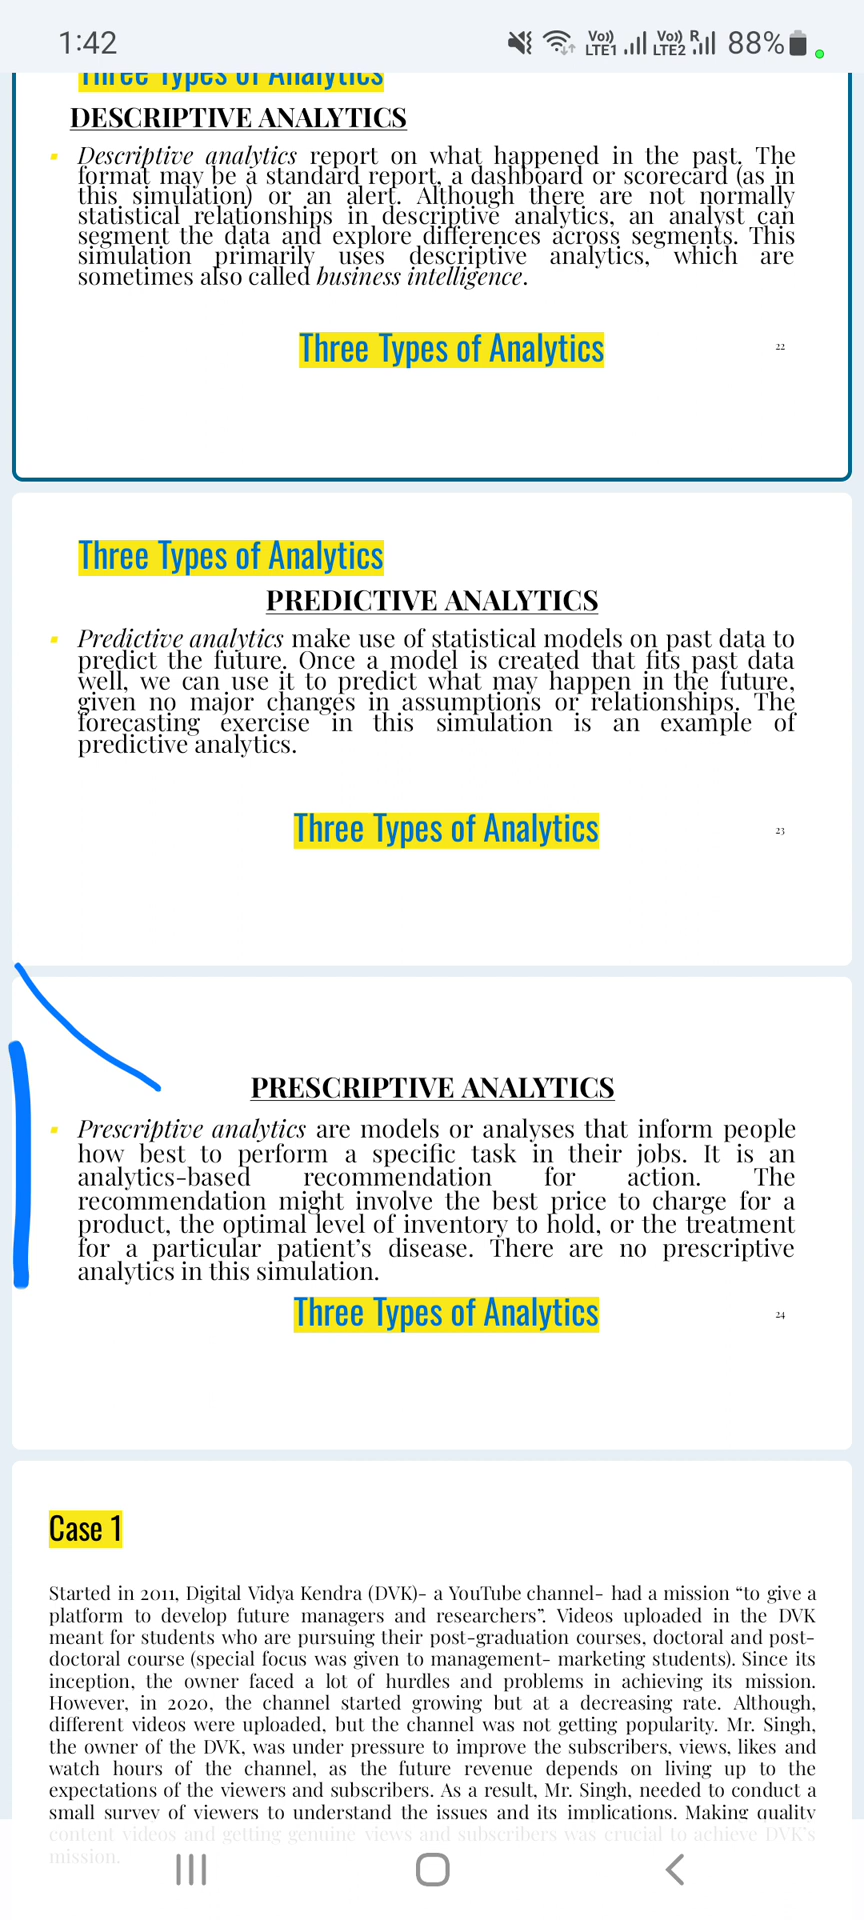 1:42
Vo)) LTE1 Vo)) LTE2 R 88%
Three Types of Analytics
DESCRIPTIVE ANALYTICS
Descriptive analytics report on what happened in the past. The
format may be a standard report, a dashboard or scorecard (as in
this simulation) or an alert. Although there are not normally
statistical relationships in descriptive analytics, an analyst can
segment the data and explore differences across segments. This
simulation primarily uses descriptive analytics, which are
sometimes also called business intelligence.
Three Types of Analytics
22
Three Types of Analytics
PREDICTIVE ANALYTICS
Predictive analytics make use of statistical models on past data to
predict the future. Once a model is created that fits past data
well, we can use it to predict what may happen in the future,
given no major changes in assumptions or relationships. The
forecasting exercise in this simulation is an example of
predictive analytics.
Three Types of Analytics
23
PRESCRIPTIVE ANALYTICS
Prescriptive analytics are models or analyses that inform people
how best to perform a specific task in their jobs. It is an
analytics-based recommendation for action. The
recommendation might involve the best price to charge for a
product, the optimal level of inventory to hold, or the treatment
for a particular patient's disease. There are no prescriptive
analytics in this simulation.
Three Types of Analytics
24
Case 1
Started in 2011, Digital Vidya Kendra (DVK)- a YouTube channel- had a mission “to give a
platform to develop future managers and researchers”. Videos uploaded in the DVK
meant for students who are pursuing their post-graduation courses, doctoral and post-
doctoral course (special focus was given to management- marketing students). Since its
inception, the owner faced a lot of hurdles and problems in achieving its mission.
However, in 2020, the channel started growing but at a decreasing rate. Although,
different videos were uploaded, but the channel was not getting popularity. Mr. Singh,
the owner of the DVK, was under pressure to improve the subscribers, views, likes and
watch hours of the channel, as the future revenue depends on living up to the
expectations of the viewers and subscribers. As a result, Mr. Singh, needed to conduct a
small survey of viewers to understand the issues and its implications. Making quality
content videos and getting genuine views and subscribers was crucial to achieve DVK's
mission.